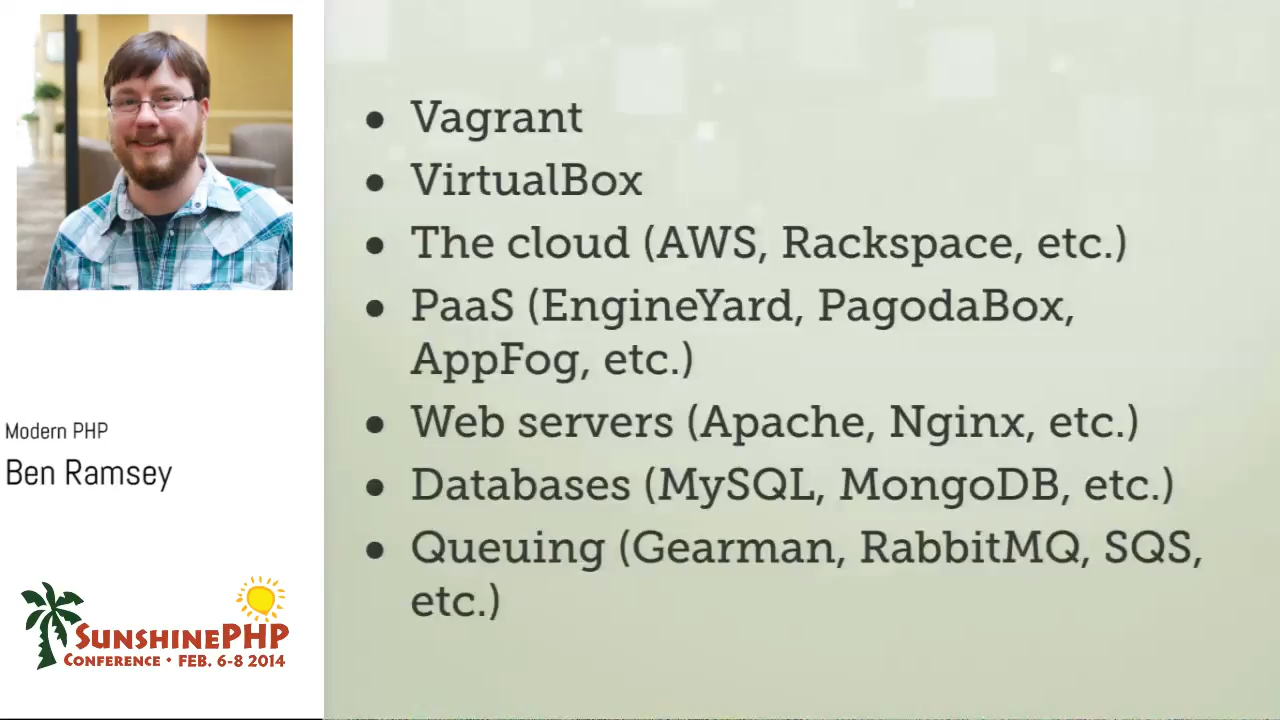 Modern PHP
Ben Ramsey
SUNSHINEPHP
CONFERENCE • FEB. 6-8 2014
• Vagrant
• VirtualBox
• The cloud (AWS, Rackspace, etc.)
• PaaS (EngineYard, PagodaBox,
AppFog, etc.)
• Web servers (Apache, Nginx, etc.)
• Databases (MySQL, MongoDB, etc.)
• Queuing (Gearman, RabbitMQ, SQS,
etc.)